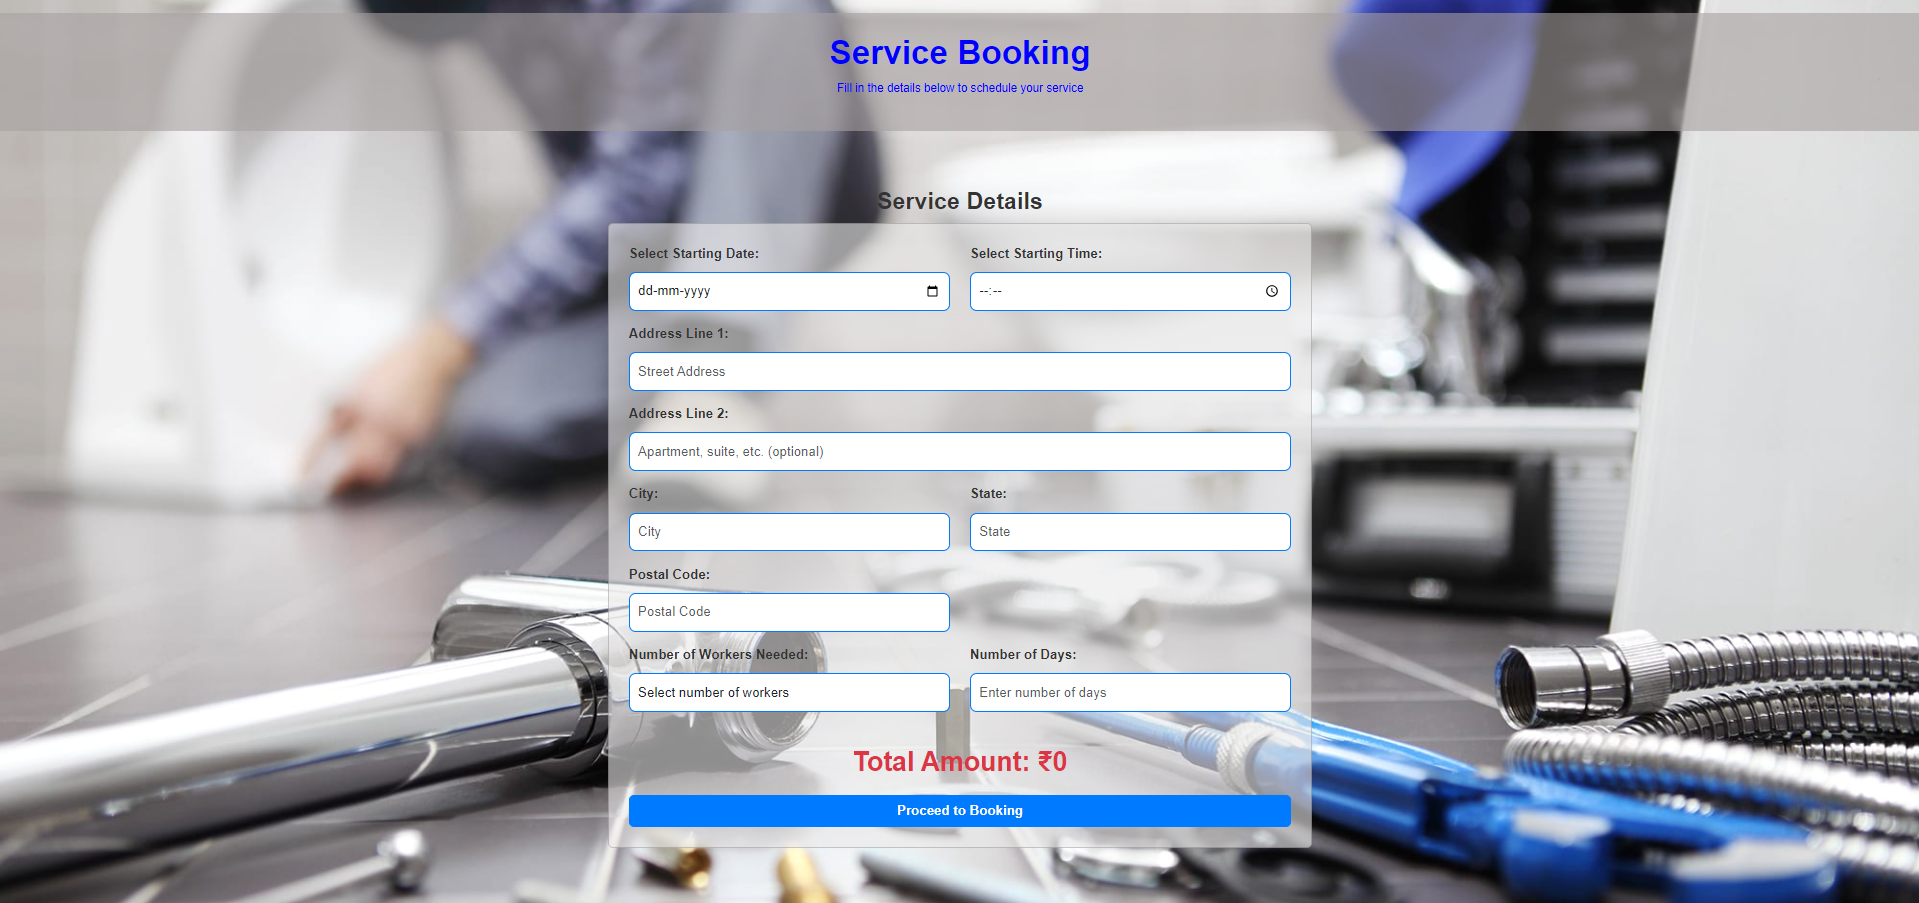 Service Booking
Fill in the details below to schedule your service
Service Details
Select Starting Date: Select Starting Time:
dd-mm-yyyy --:--
Address Line 1:
Street Address
Address Line 2:
Apartment, suite, etc. (optional)
City: State:
City State
Postal Code:
Postal Code
Number of Workers Needed: Number of Days:
Select number of workers Enter number of days
Total Amount: ₹0
Proceed to Booking